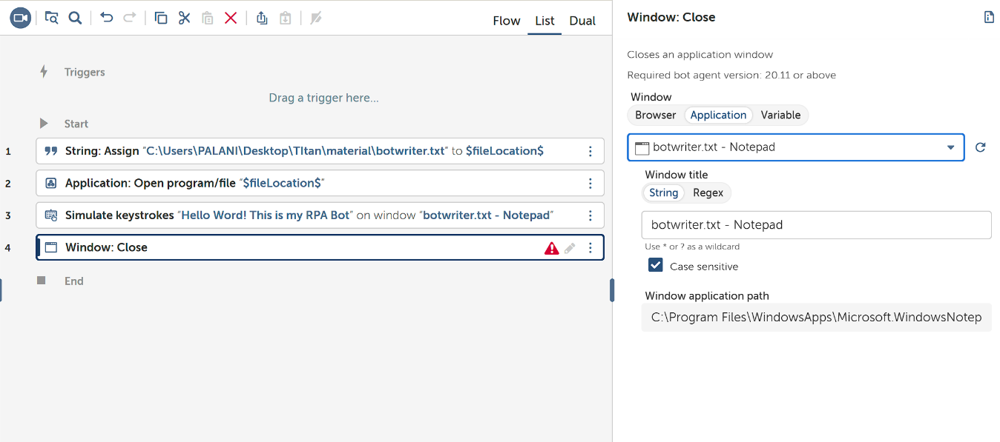 Flow List Dual
Triggers
Drag a trigger here...
Start
1 String: Assign “C:\Users\PALANI\Desktop\TItan\material\botwriter.txt” to $fileLocation$
2 Application: Open program/file “$fileLocation$”
3 Simulate keystrokes “Hello Word! This is my RPA Bot” on window “botwriter.txt - Notepad”
4 Window: Close
End
Window: Close
Closes an application window
Required bot agent version: 20.11 or above
Window
Browser Application Variable
botwriter.txt - Notepad
Window title
String Regex
botwriter.txt - Notepad
Use * or ? as a wildcard
Case sensitive
Window application path
C:\Program Files\WindowsApps\Microsoft.WindowsNotep